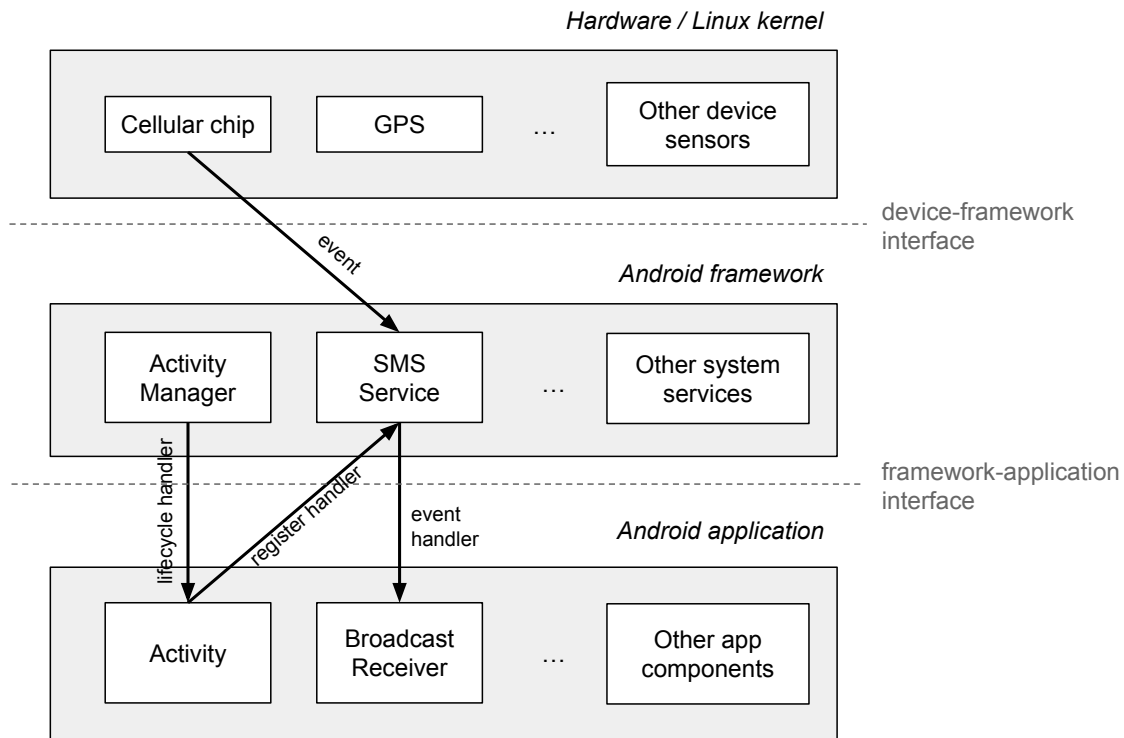 Hardware / Linux kernel
Cellular chip
GPS
...
Other device
sensors
device-framework
interface
event
Android framework
Activity
Manager
SMS
Service
...
Other system
services
lifecycle handler
register handler
event
handler
framework-application
interface
Android application
Activity
Broadcast
Receiver
...
Other app
components